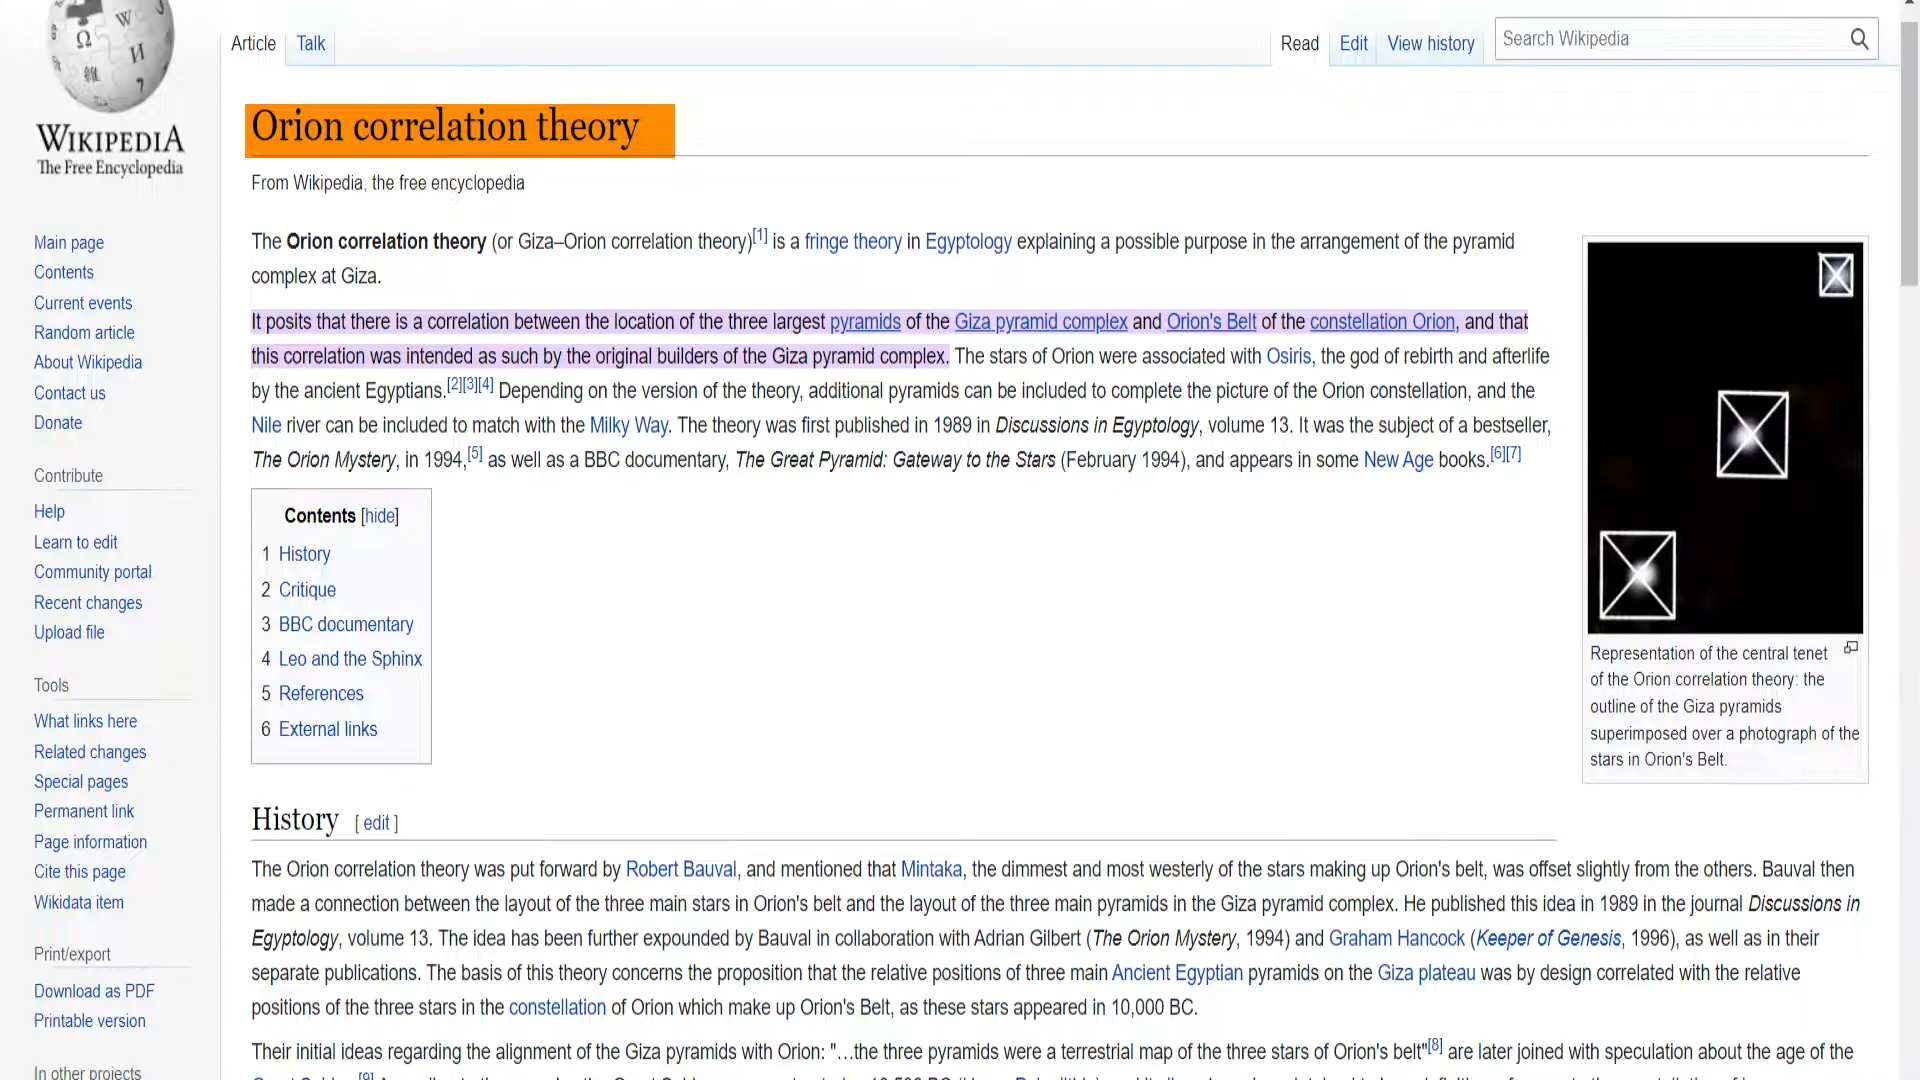 Article Talk Read Edit View history Search Wikipedia
WIKIPEDIA
The Free Encyclopedia
Main page
Contents
Current events
Random article
About Wikipedia
Contact us
Donate
Contribute
Help
Learn to edit
Community portal
Recent changes
Upload file
Tools
What links here
Related changes
Special pages
Permanent link
Page information
Cite this page
Wikidata item
Print/export
Download as PDF
Printable version
In other projects
Orion correlation theory
From Wikipedia, the free encyclopedia
The Orion correlation theory (or Giza–Orion correlation theory)[1] is a fringe theory in Egyptology explaining a possible purpose in the arrangement of the pyramid
complex at Giza.
It posits that there is a correlation between the location of the three largest pyramids of the Giza pyramid complex and Orion's Belt of the constellation Orion, and that
this correlation was intended as such by the original builders of the Giza pyramid complex. The stars of Orion were associated with Osiris, the god of rebirth and afterlife
by the ancient Egyptians.[2][3][4] Depending on the version of the theory, additional pyramids can be included to complete the picture of the Orion constellation, and the
Nile river can be included to match with the Milky Way. The theory was first published in 1989 in Discussions in Egyptology, volume 13. It was the subject of a bestseller,
The Orion Mystery, in 1994,[5] as well as a BBC documentary, The Great Pyramid: Gateway to the Stars (February 1994), and appears in some New Age books.[6][7]
Contents [hide]
1 History
2 Critique
3 BBC documentary
4 Leo and the Sphinx
5 References
6 External links
Representation of the central tenet
of the Orion correlation theory: the
outline of the Giza pyramids
superimposed over a photograph of the
stars in Orion's Belt.
History [ edit ]
The Orion correlation theory was put forward by Robert Bauval, and mentioned that Mintaka, the dimmest and most westerly of the stars making up Orion's belt, was offset slightly from the others. Bauval then
made a connection between the layout of the three main stars in Orion's belt and the layout of the three main pyramids in the Giza pyramid complex. He published this idea in 1989 in the journal Discussions in
Egyptology, volume 13. The idea has been further expounded by Bauval in collaboration with Adrian Gilbert (The Orion Mystery, 1994) and Graham Hancock (Keeper of Genesis, 1996), as well as in their
separate publications. The basis of this theory concerns the proposition that the relative positions of three main Ancient Egyptian pyramids on the Giza plateau was by design correlated with the relative
positions of the three stars in the constellation of Orion which make up Orion's Belt, as these stars appeared in 10,000 BC.
Their initial ideas regarding the alignment of the Giza pyramids with Orion: "…the three pyramids were a terrestrial map of the three stars of Orion's belt"[8] are later joined with speculation about the age of the